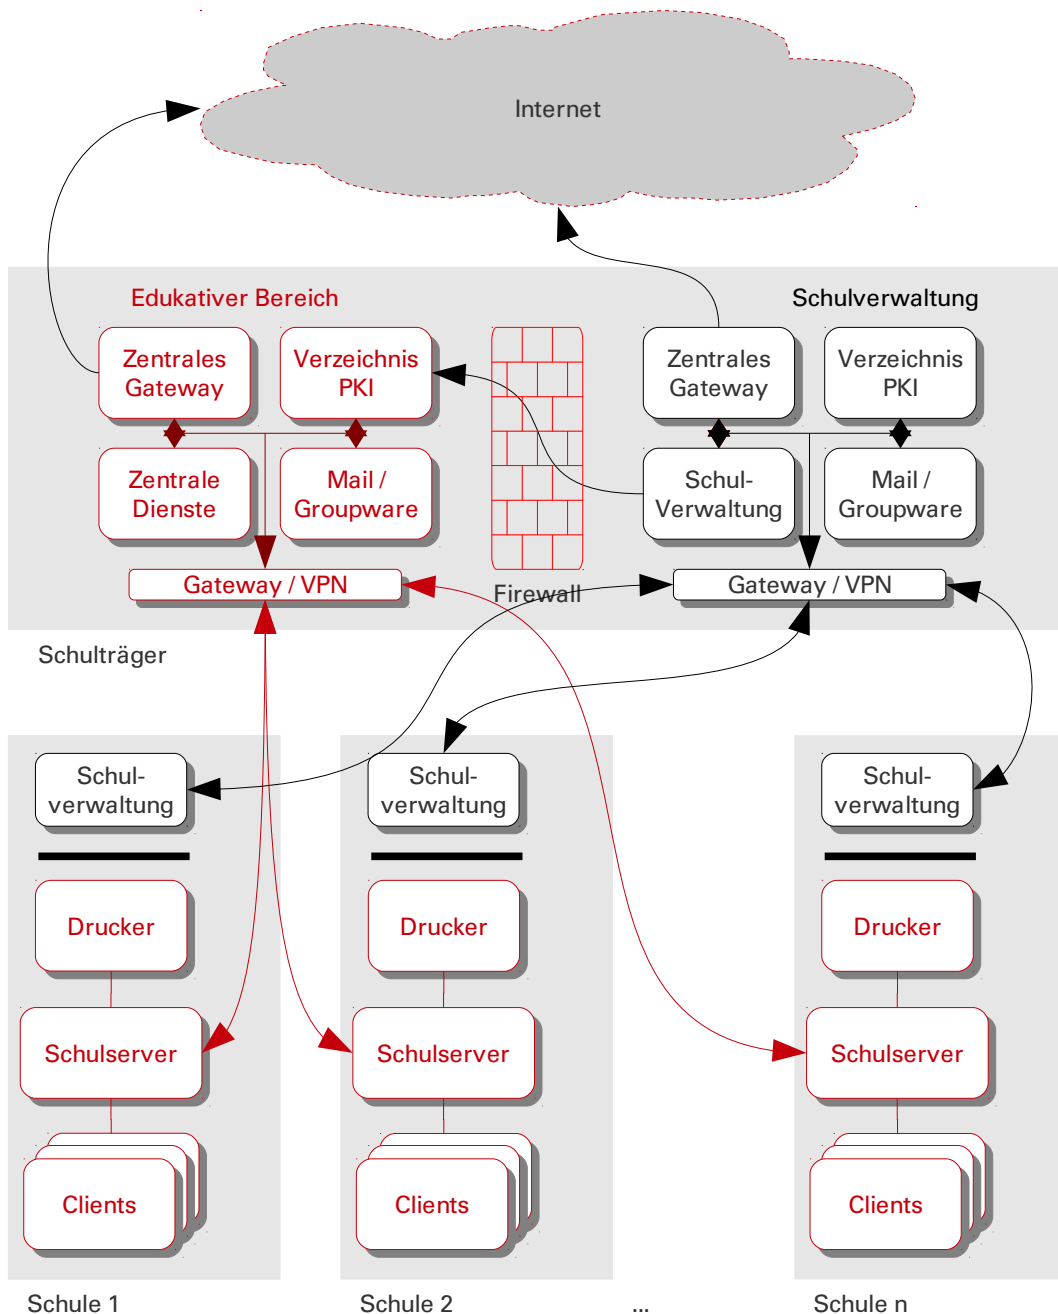 Internet
Edukativer Bereich
Schulverwaltung
Zentrales
Gateway
Verzeichnis
PKI
Zentrales
Gateway
Verzeichnis
PKI
Zentrale
Dienste
Mail /
Groupware
Schul-
Verwaltung
Mail /
Groupware
Gateway / VPN
Firewall
Gateway / VPN
Schulträger
Schul-
verwaltung
Schul-
verwaltung
Schul-
verwaltung
Drucker
Drucker
Drucker
Schulserver
Schulserver
Schulserver
Clients
Clients
Clients
Schule 1
Schule 2
...
Schule n